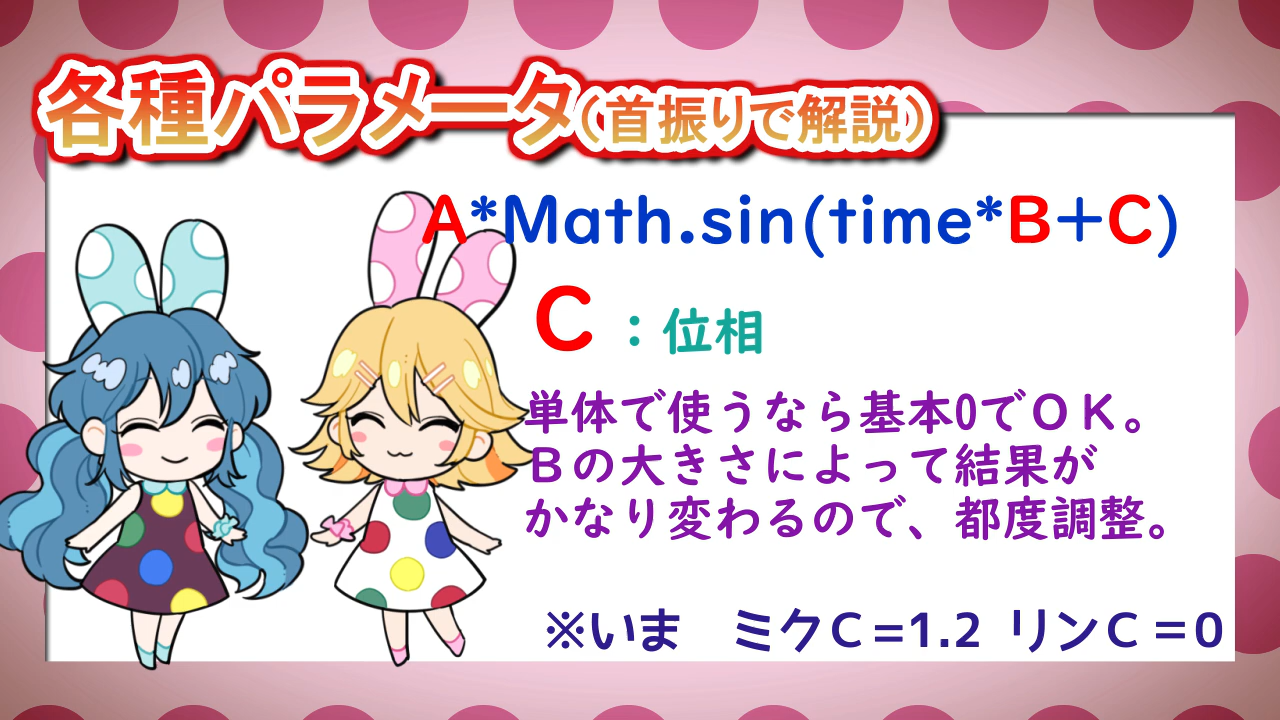 各種パラメータ（首振りで解説）
A*Math.sin(time*B+C)
C：位相
単体で使うなら基本0でＯＫ。
Ｂの大きさによって結果が
かなり変わるので、都度調整。
※いま　ミクＣ=1.2 リンＣ＝0